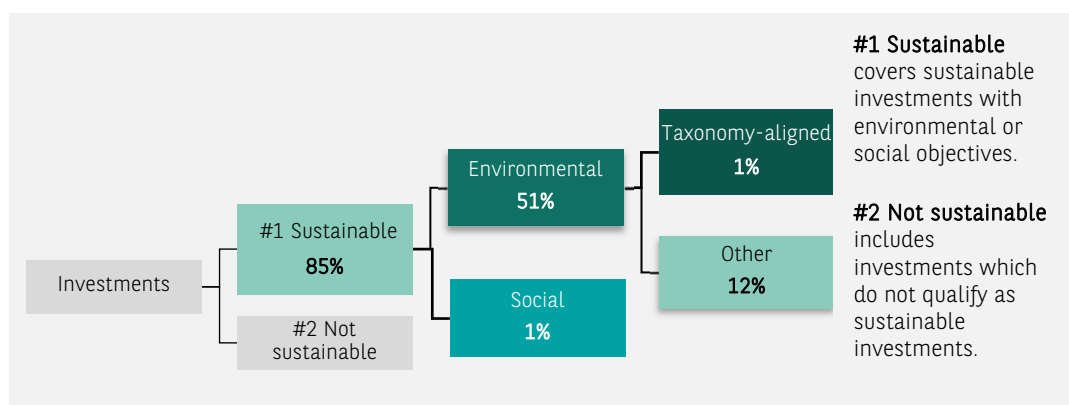 Investments
#1 Sustainable
85%
#2 Not
sustainable
Environmental
51%
Social
1%
Taxonomy-aligned
1%
Other
12%
#1 Sustainable
covers sustainable
investments with
environmental or
social objectives.
#2 Not sustainable
includes
investments which
do not qualify as
sustainable
investments.